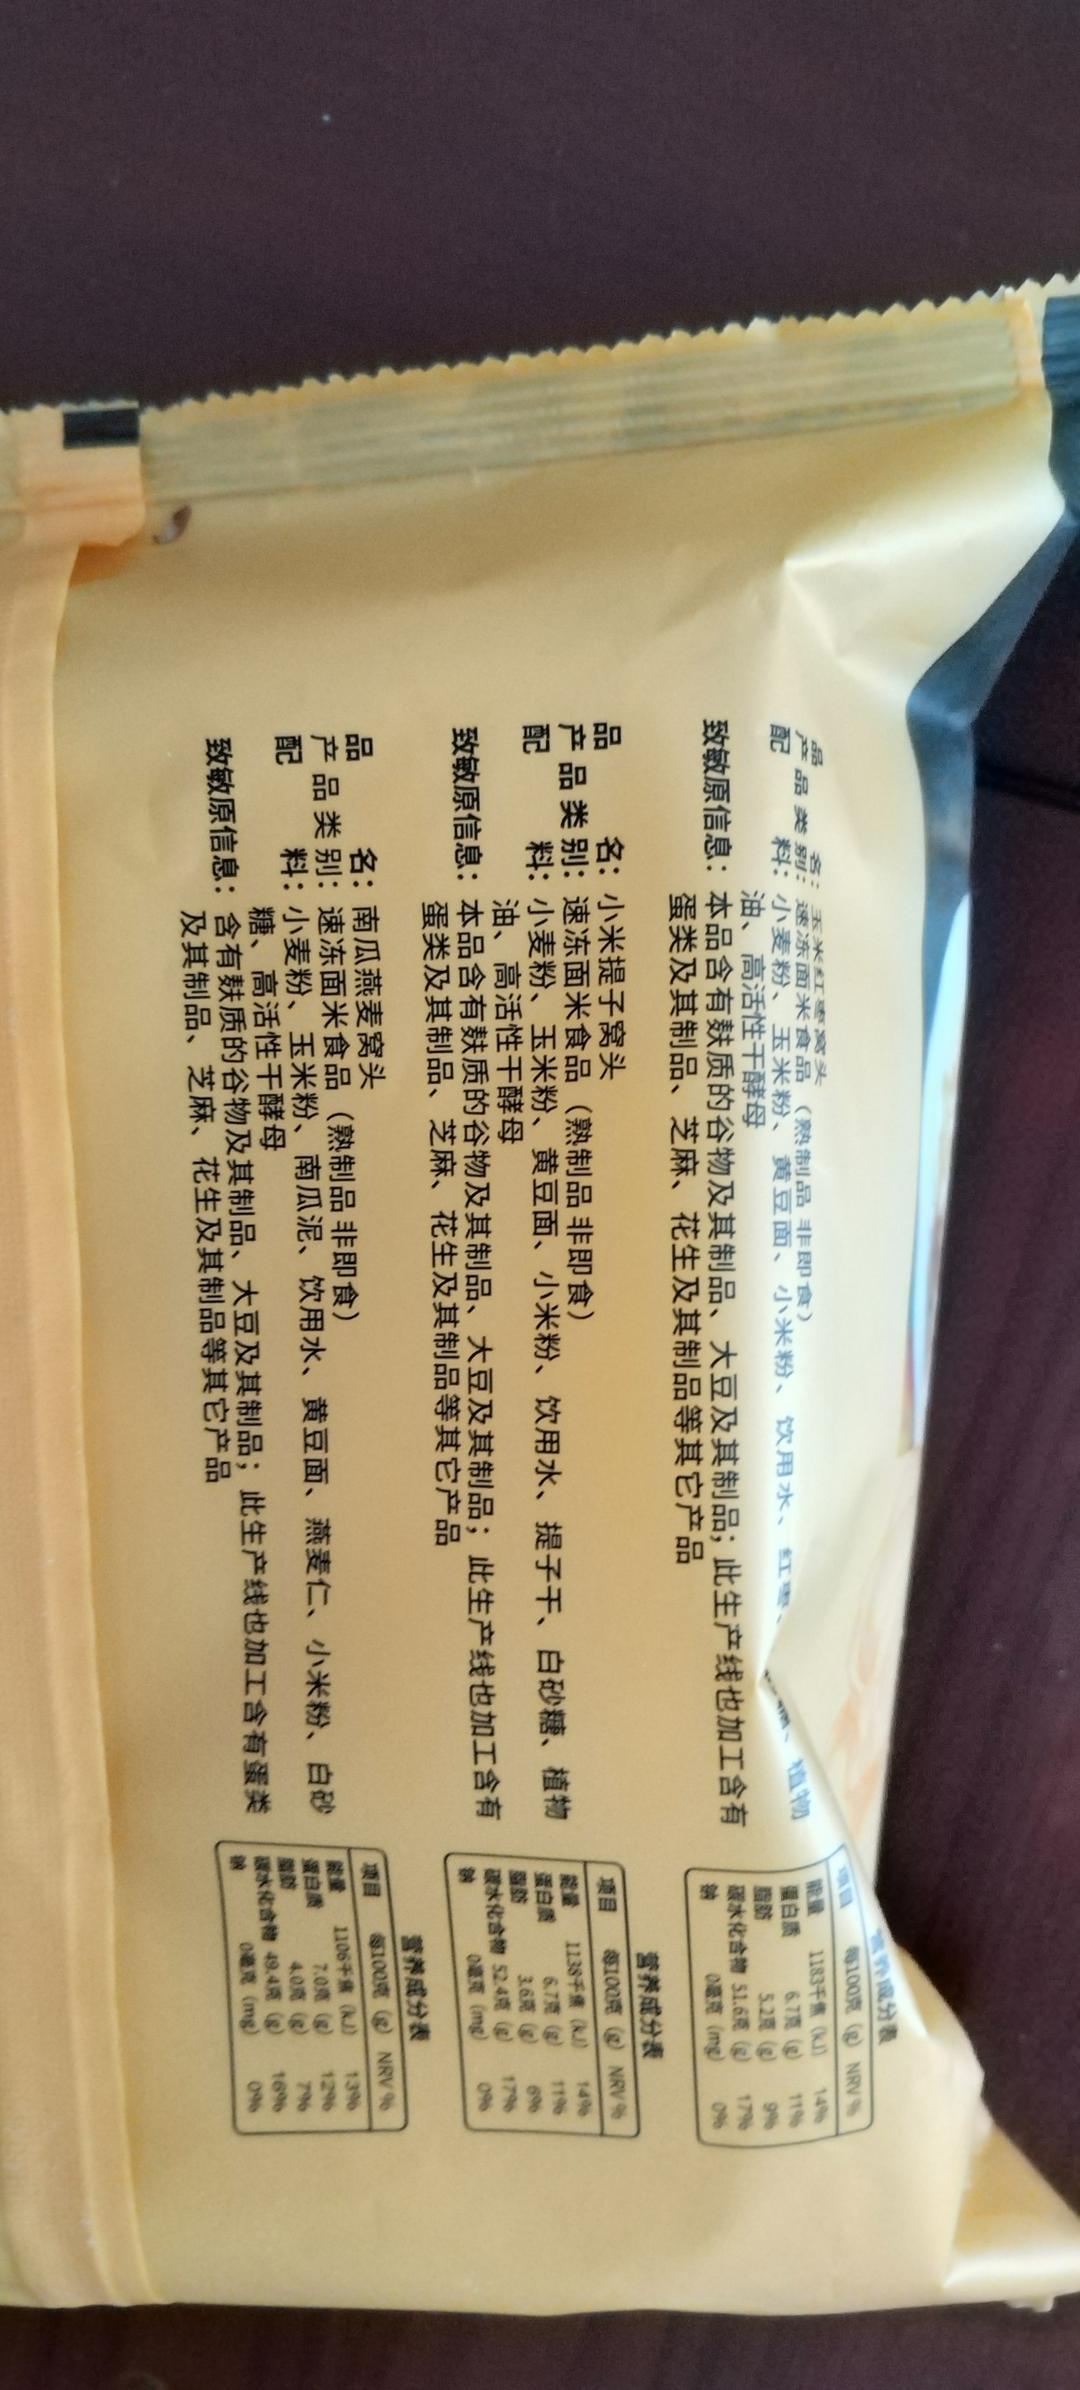 品 名：玉米红枣窝头
产品类别：速冻面米食品（熟制品 非即食）
配 料：小麦粉、玉米粉、黄豆面、小米粉、饮用水、红枣、 植物
油、高活性干酵母
致敏原信息：本品含有麸质的谷物及其制品、大豆及其制品；此生产线也加工含有
蛋类及其制品、芝麻、花生及其制品等其它产品
营养成分表
项目 每100克（g） NRV%
能量 1183千焦（kJ） 14%
蛋白质 6.7克（g） 11%
脂肪 5.2克（g） 9%
碳水化合物 51.6克（g） 17%
钠 0毫克（mg） 0%
品 名：小米提子窝头
产品类别：速冻面米食品（熟制品 非即食）
配 料：小麦粉、玉米粉、黄豆面、小米粉、饮用水、提子干、白砂糖、植物
油、高活性干酵母
致敏原信息：本品含有麸质的谷物及其制品、大豆及其制品；此生产线也加工含有
蛋类及其制品、芝麻、花生及其制品等其它产品
营养成分表
项目 每100克（g） NRV%
能量 1138千焦（kJ） 14%
蛋白质 6.7克（g） 11%
脂肪 3.6克（g） 6%
碳水化合物 52.4克（g） 17%
钠 0毫克（mg） 0%
品 名：南瓜燕麦窝头
产品类别：速冻面米食品（熟制品 非即食）
配 料：小麦粉、玉米粉、南瓜泥、饮用水、黄豆面、燕麦仁、小米粉、白砂
糖、高活性干酵母
致敏原信息：含有麸质的谷物及其制品、大豆及其制品；此生产线也加工含有蛋类
及其制品、芝麻、花生及其制品等其它产品
营养成分表
项目 每100克（g） NRV%
能量 1106千焦（kJ） 13%
蛋白质 7.0克（g） 12%
脂肪 4.0克（g） 7%
碳水化合物 49.4克（g） 16%
钠 0毫克（mg） 0%